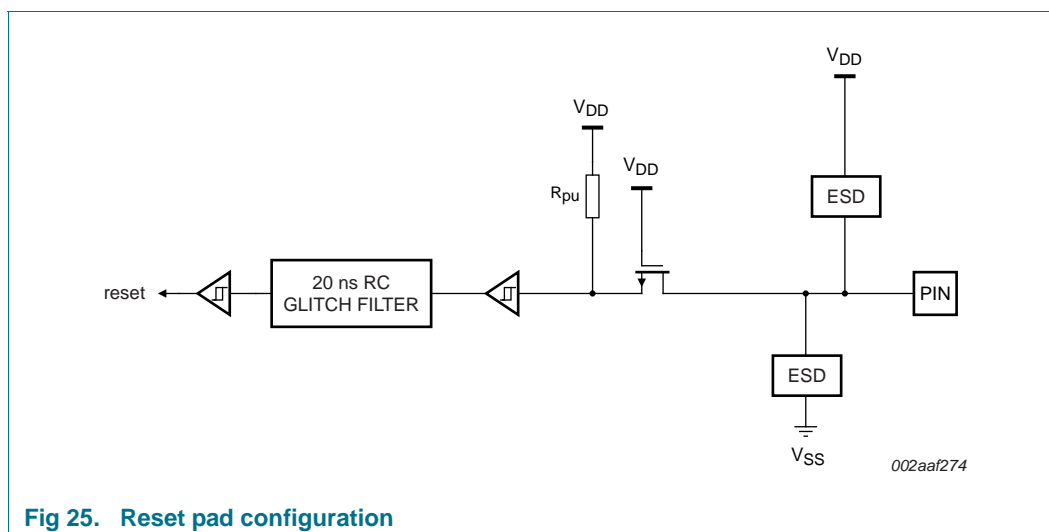 VDD
VDD
VDD
Rpu
ESD
reset
20 ns RC
GLITCH FILTER
PIN
ESD
VSS
002aaf274
Fig 25. Reset pad configuration